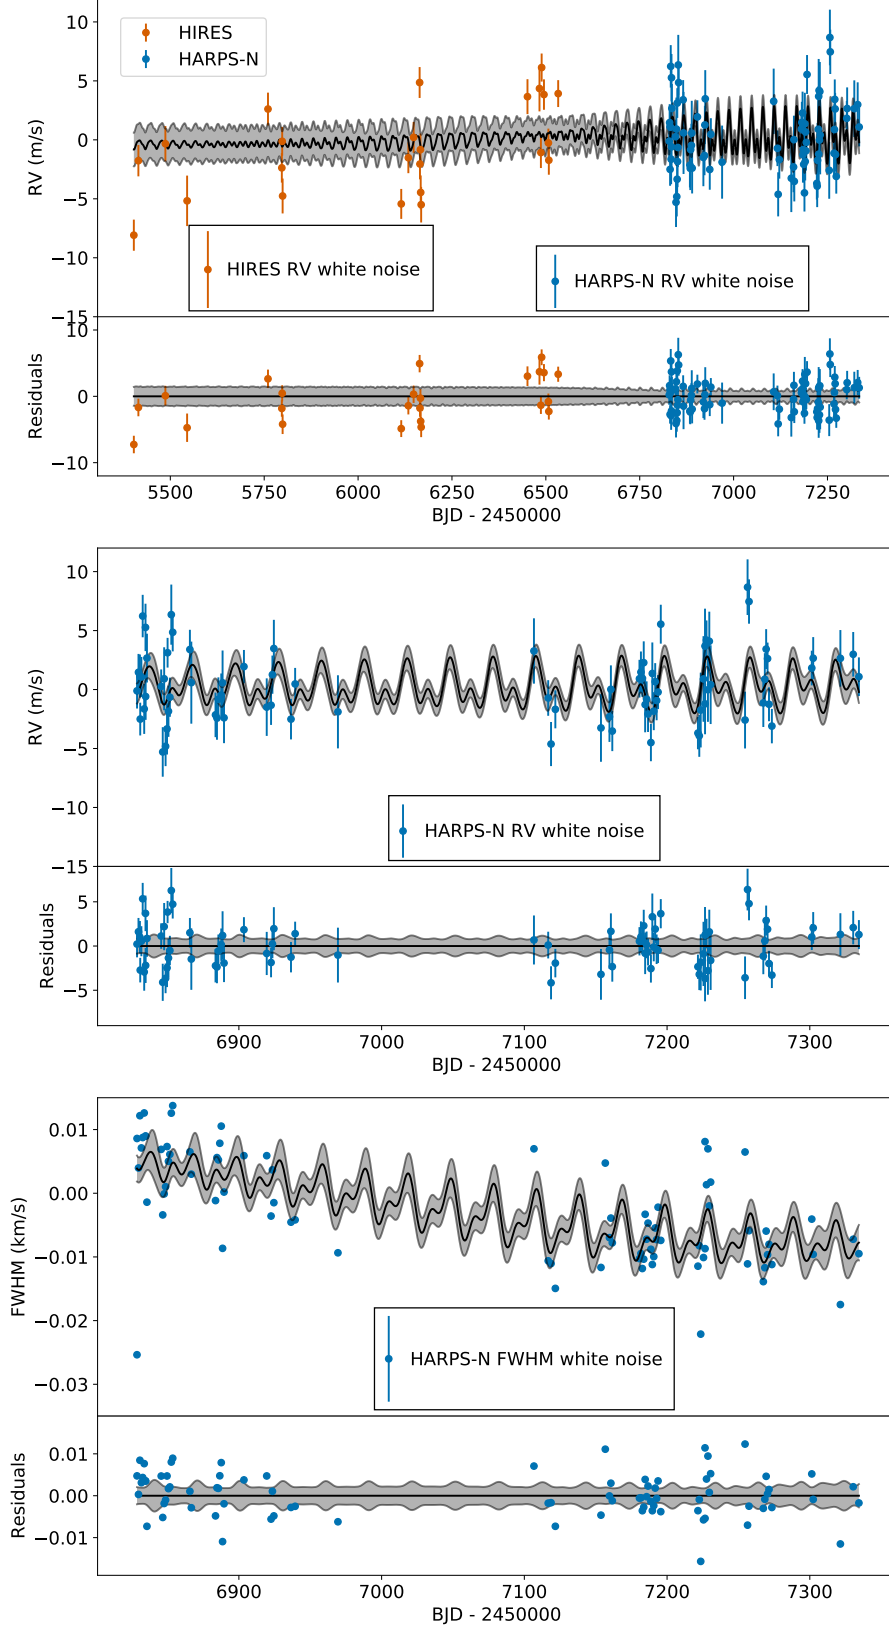 10
5
0
−5
−10
−15
RV (m/s)
HIRES
HARPS-N
HIRES RV white noise
HARPS-N RV white noise
10
0
−10
Residuals
5500 5750 6000 6250 6500 6750 7000 7250
BJD - 2450000
10
5
0
−5
−10
−15
RV (m/s)
HARPS-N RV white noise
5
0
−5
Residuals
6900 7000 7100 7200 7300
BJD - 2450000
0.01
0.00
−0.01
−0.02
−0.03
FWHM (km/s)
HARPS-N FWHM white noise
0.01
0.00
−0.01
Residuals
6900 7000 7100 7200 7300
BJD - 2450000